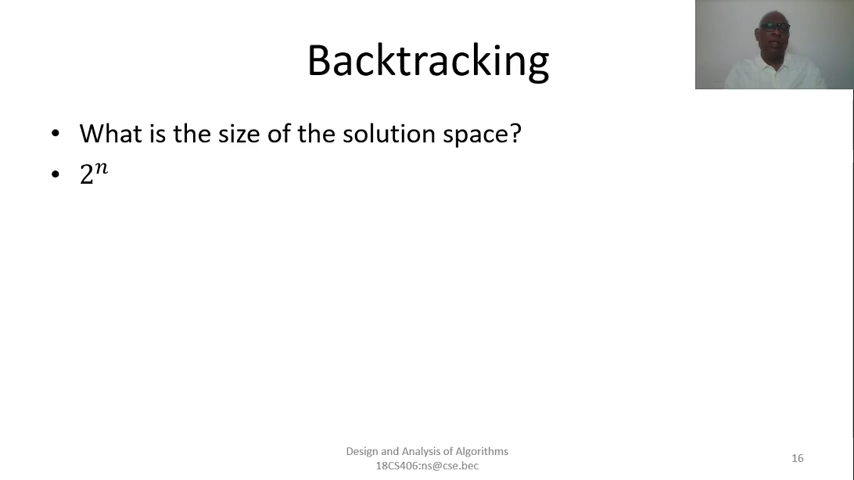 Backtracking
• What is the size of the solution space?
• 2ⁿ
Design and Analysis of Algorithms
18CS406:ns@cse.bec
16